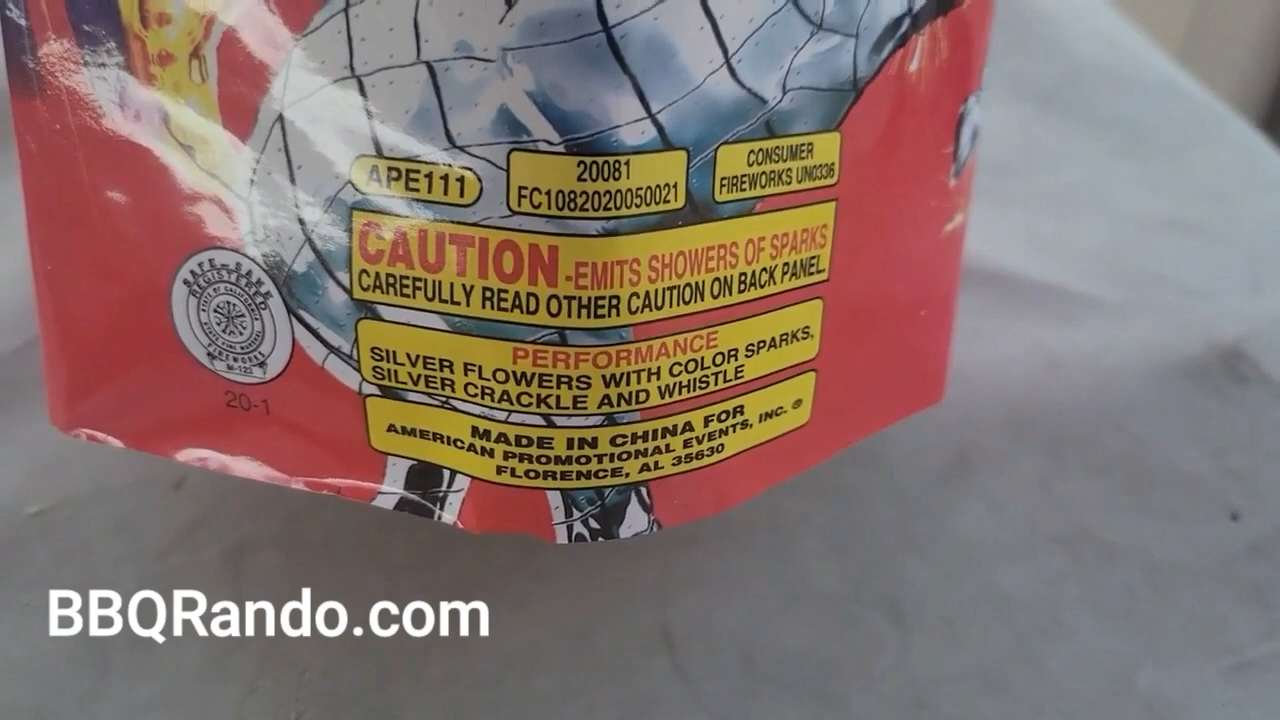 APE111
20081
FC1082020050021
CONSUMER
FIREWORKS UN0336
CAUTION -EMITS SHOWERS OF SPARKS
CAREFULLY READ OTHER CAUTION ON BACK PANEL.
PERFORMANCE
SILVER FLOWERS WITH COLOR SPARKS,
SILVER CRACKLE AND WHISTLE
MADE IN CHINA FOR
AMERICAN PROMOTIONAL EVENTS, INC. ®
FLORENCE, AL 35630
SAFE-SANE
REGISTERED
STATE OF CALIFORNIA
STATE FIRE MARSHAL
FIREWORKS
M-123
20-1
BBQRando.com